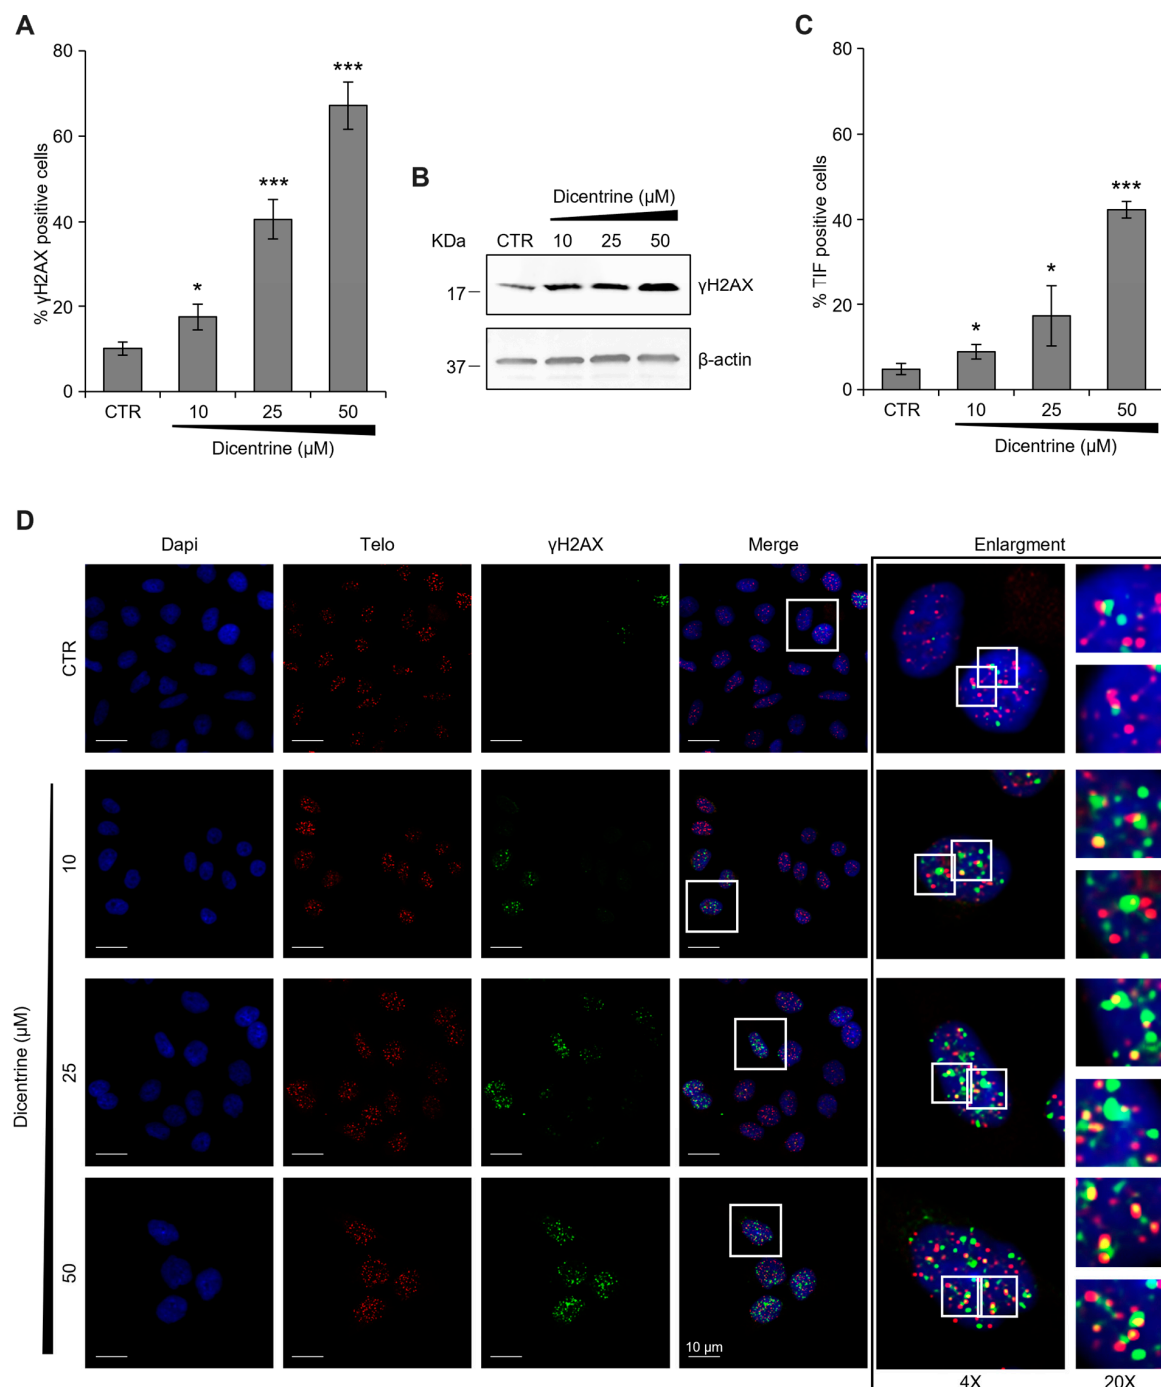 A
80
60
40
20
0
% γH2AX positive cells
*
***
***
CTR
10
25
50
Dicentrine (μM)
B
Dicentrine (μM)
KDa
CTR
10
25
50
17
γH2AX
37
β-actin
C
80
60
40
20
0
% TIF positive cells
*
*
***
CTR
10
25
50
Dicentrine (μM)
D
Dapi
Telo
γH2AX
Merge
Enlargment
CTR
10
25
50
Dicentrine (μM)
10 μm
4X
20X